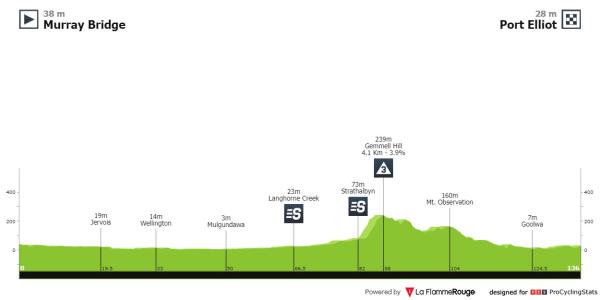 38 m
Murray Bridge
28 m
Port Elliot
239m
Gemmell Hill
4,1 Km - 3.9%
3
73m
Strathalbyn
S
23m
Langhorne Creek
S
19m
Jervois
14m
Wellington
3m
Mulgundawa
160m
Mt. Observation
7m
Goolwa
400
200
0
400
200
0
0
19.5
33
50
66.5
82
88
104
124.5
136
Powered by La FlammeRouge
designed for PCS ProCyclingStats